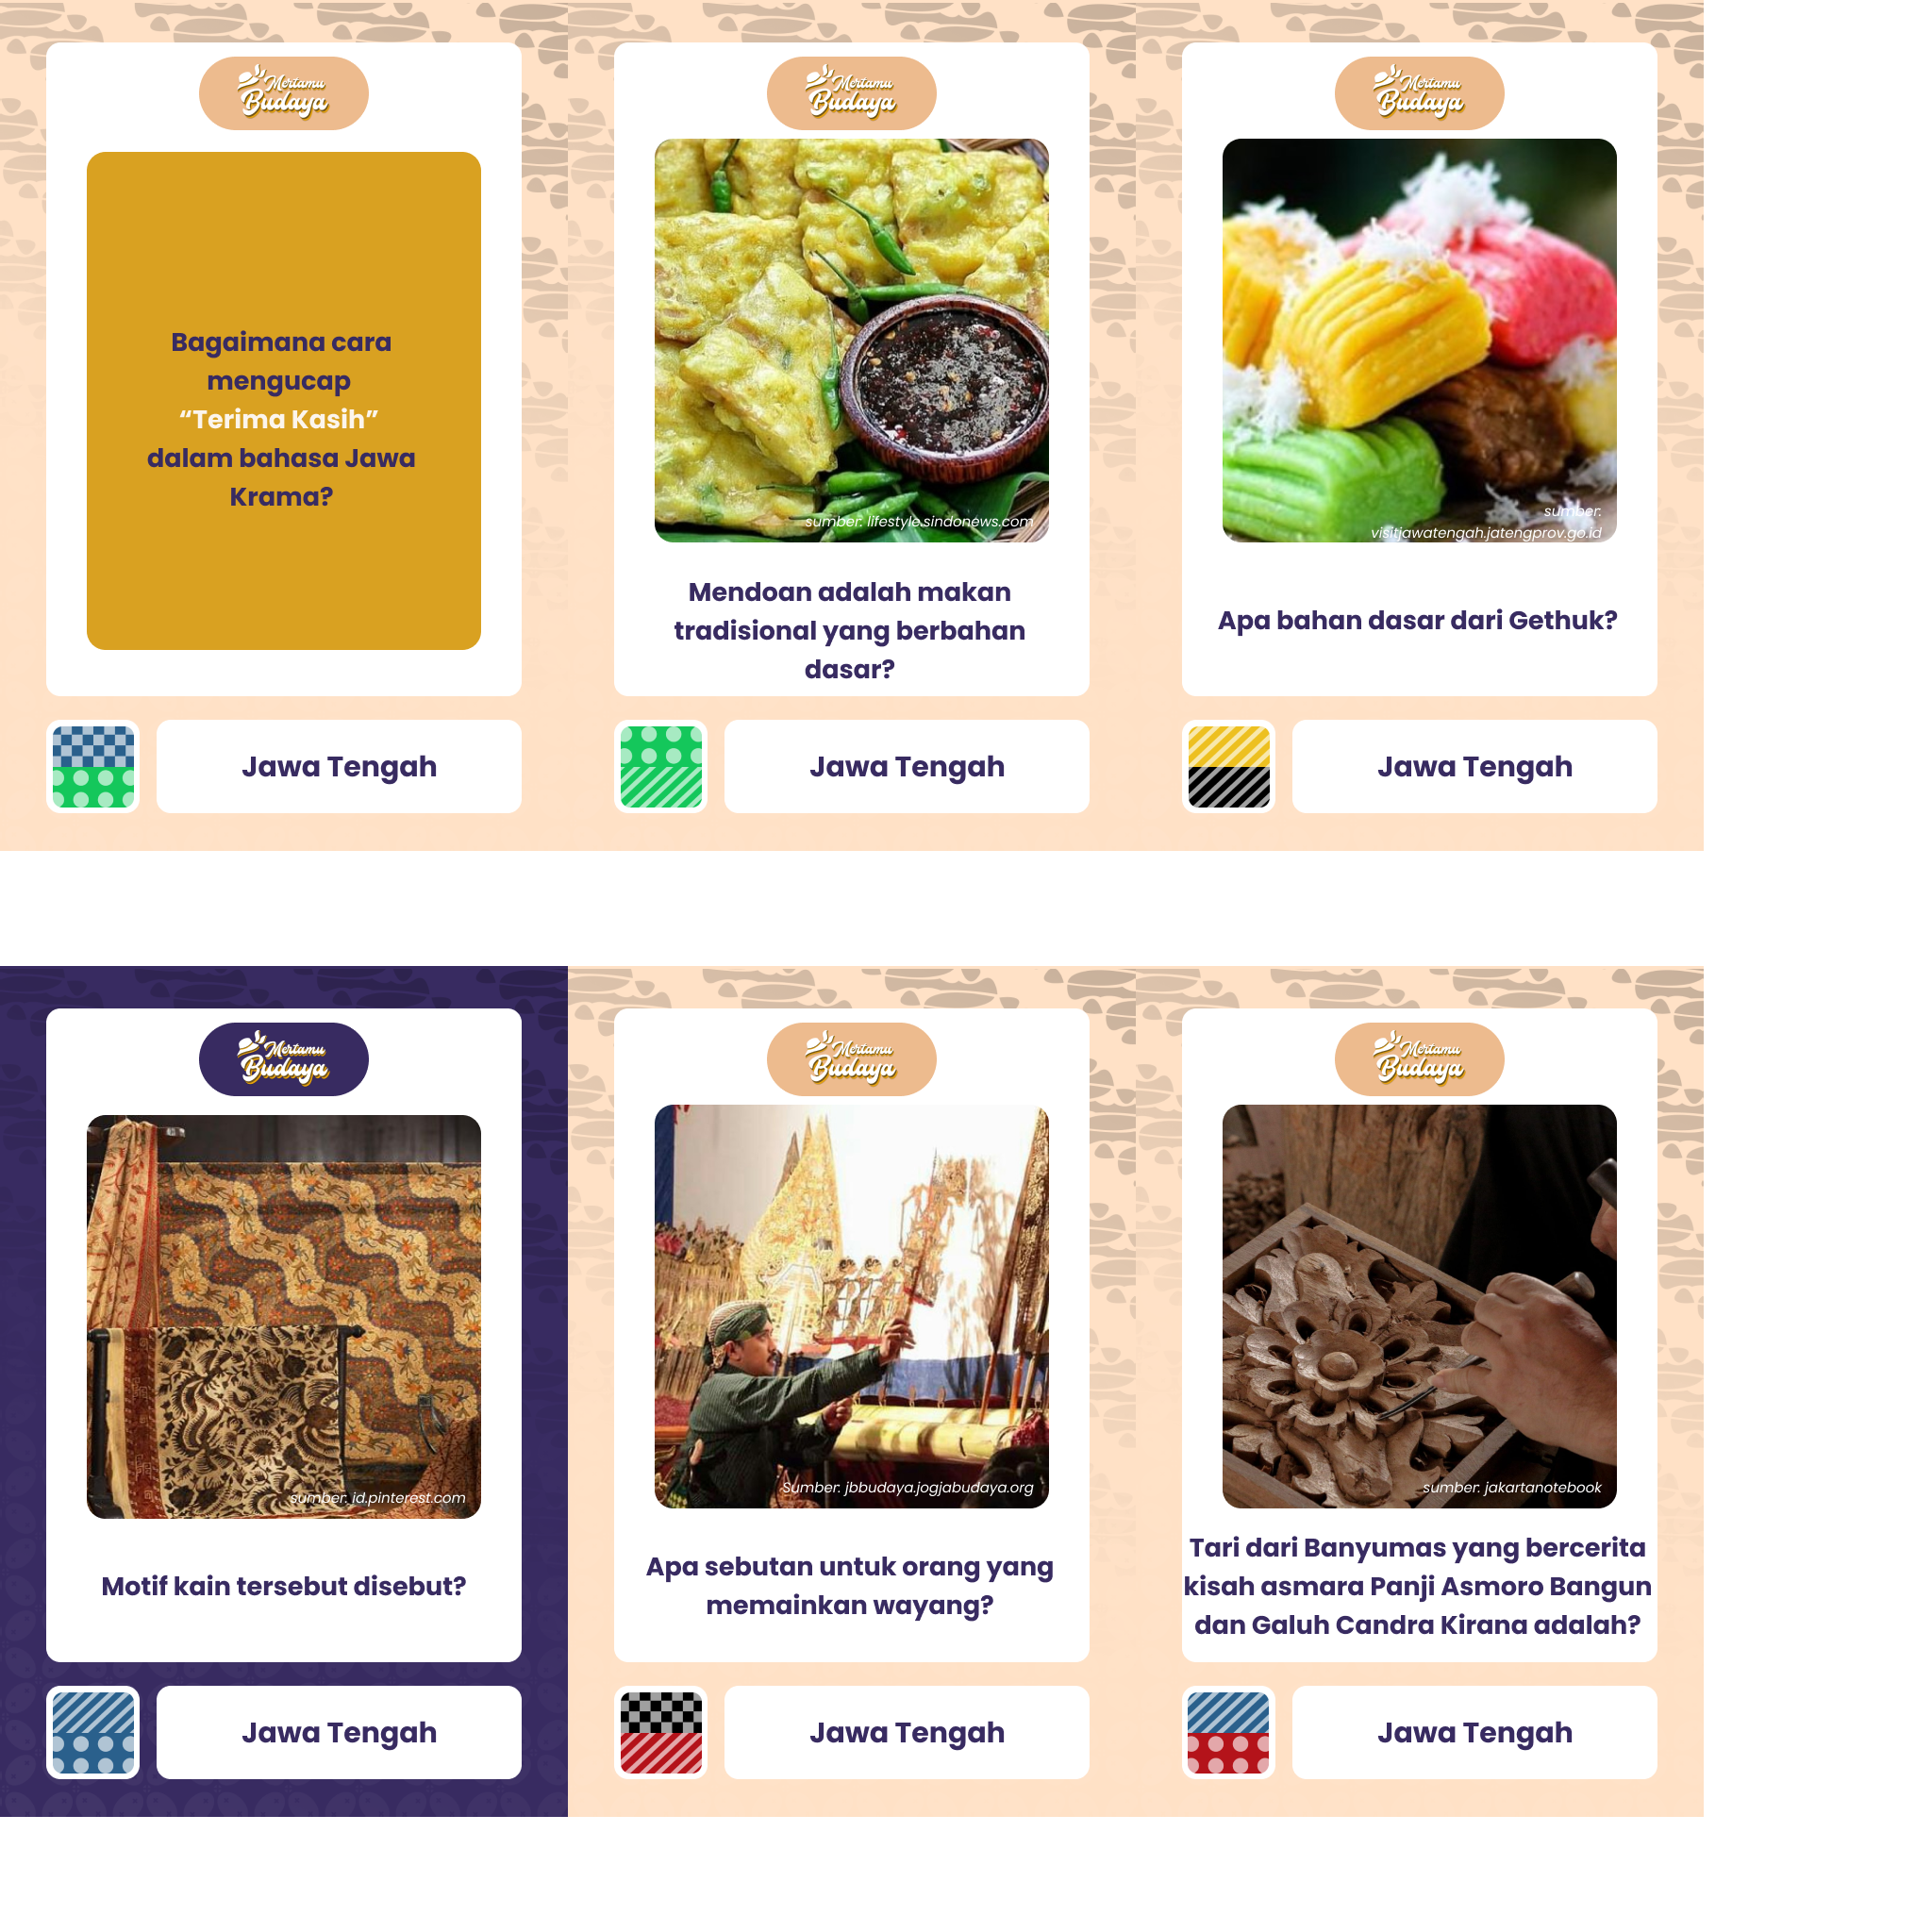 Mertamu
Budaya
Bagaimana cara
mengucap
“Terima Kasih”
dalam bahasa Jawa
Krama?
Jawa Tengah
Mertamu
Budaya
sumber: lifestyle.sindonews.com
Mendoan adalah makan
tradisional yang berbahan
dasar?
Jawa Tengah
Mertamu
Budaya
sumber:
visitjawatengah.jatengprov.go.id
Apa bahan dasar dari Gethuk?
Jawa Tengah
Mertamu
Budaya
sumber: id.pinterest.com
Motif kain tersebut disebut?
Jawa Tengah
Mertamu
Budaya
Sumber: jbbudaya.jogjabudaya.org
Apa sebutan untuk orang yang
memainkan wayang?
Jawa Tengah
Mertamu
Budaya
sumber: jakartanotebook
Tari dari Banyumas yang bercerita
kisah asmara Panji Asmoro Bangun
dan Galuh Candra Kirana adalah?
Jawa Tengah